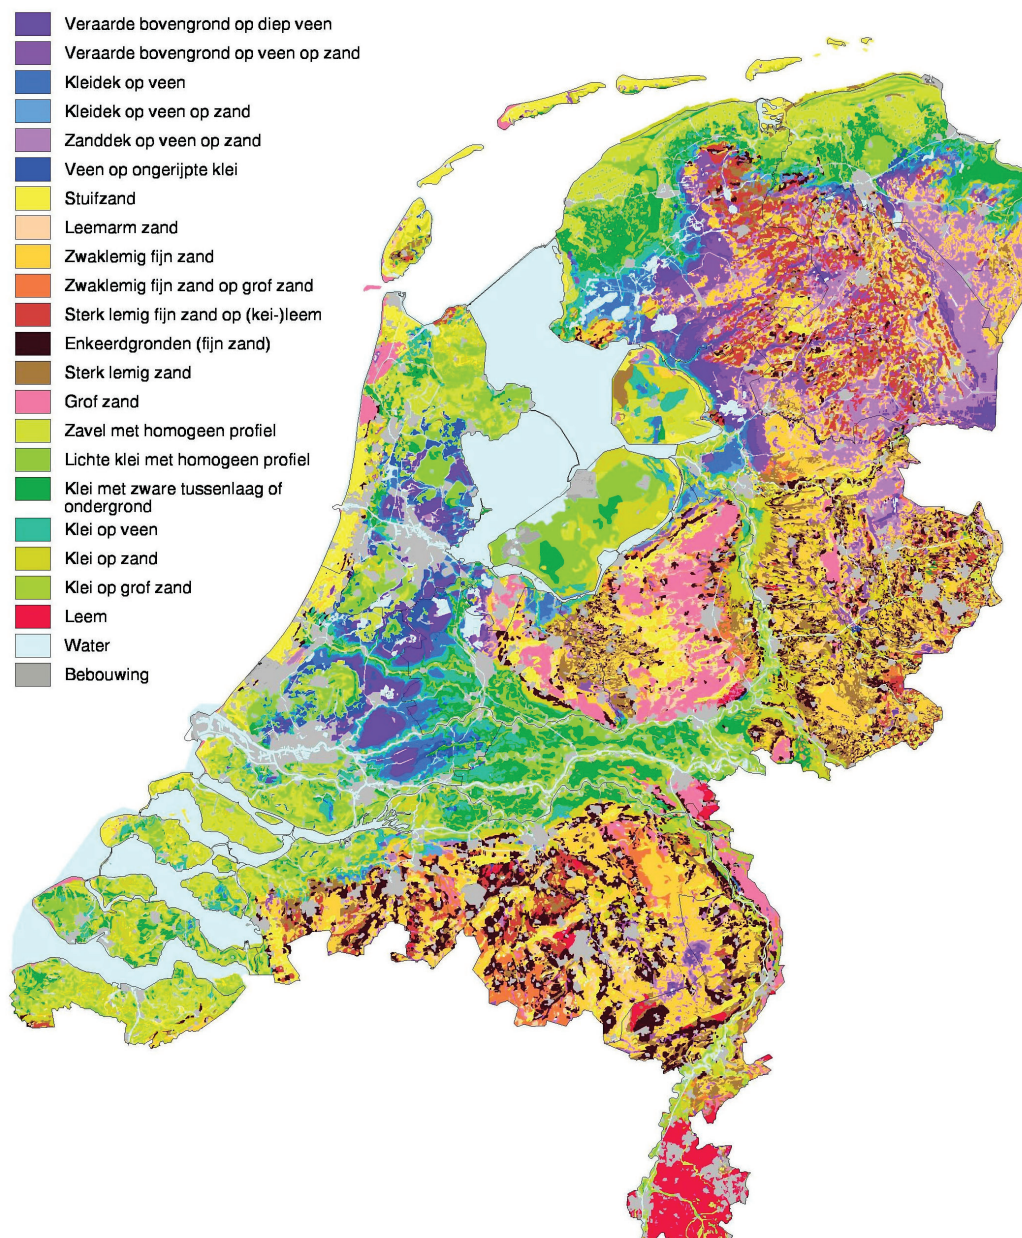 Veraarde bovengrond op diep veen
Veraarde bovengrond op veen op zand
Kleidek op veen
Kleidek op veen op zand
Zanddek op veen op zand
Veen op ongerijpte klei
Stuifzand
Leemarm zand
Zwaklemig fijn zand
Zwaklemig fijn zand op grof zand
Sterk lemig fijn zand op (kei-)leem
Enkeerdgronden (fijn zand)
Sterk lemig zand
Grof zand
Zavel met homogeen profiel
Lichte klei met homogeen profiel
Klei met zware tussenlaag of
ondergrond
Klei op veen
Klei op zand
Klei op grof zand
Leem
Water
Bebouwing